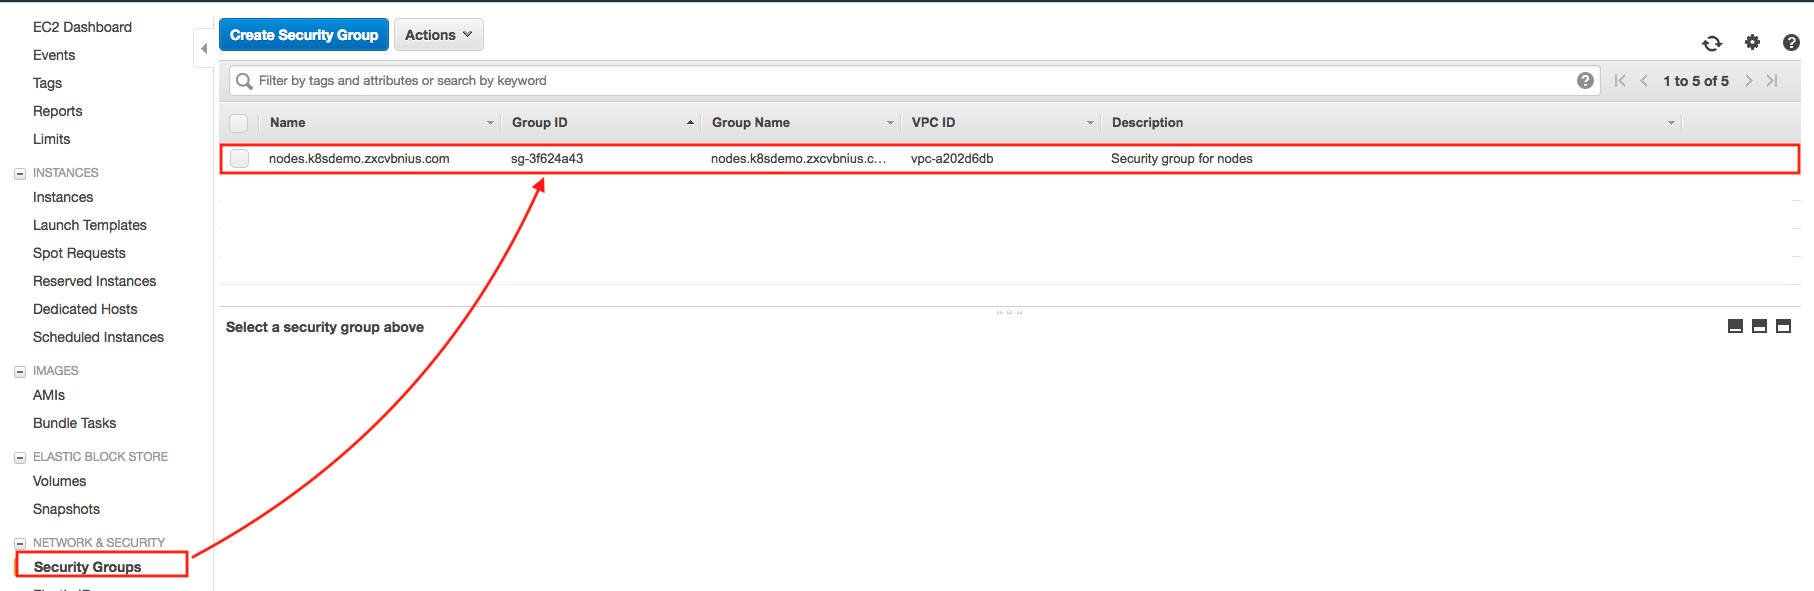 EC2 Dashboard
Events
Tags
Reports
Limits
INSTANCES
Instances
Launch Templates
Spot Requests
Reserved Instances
Dedicated Hosts
Scheduled Instances
IMAGES
AMIs
Bundle Tasks
ELASTIC BLOCK STORE
Volumes
Snapshots
NETWORK & SECURITY
Security Groups
Create Security Group Actions
Filter by tags and attributes or search by keyword 1 to 5 of 5
Name Group ID Group Name VPC ID Description
nodes.k8sdemo.zxcvbnius.com sg-3f624a43 nodes.k8sdemo.zxcvbnius.c... vpc-a202d6db Security group for nodes
Select a security group above